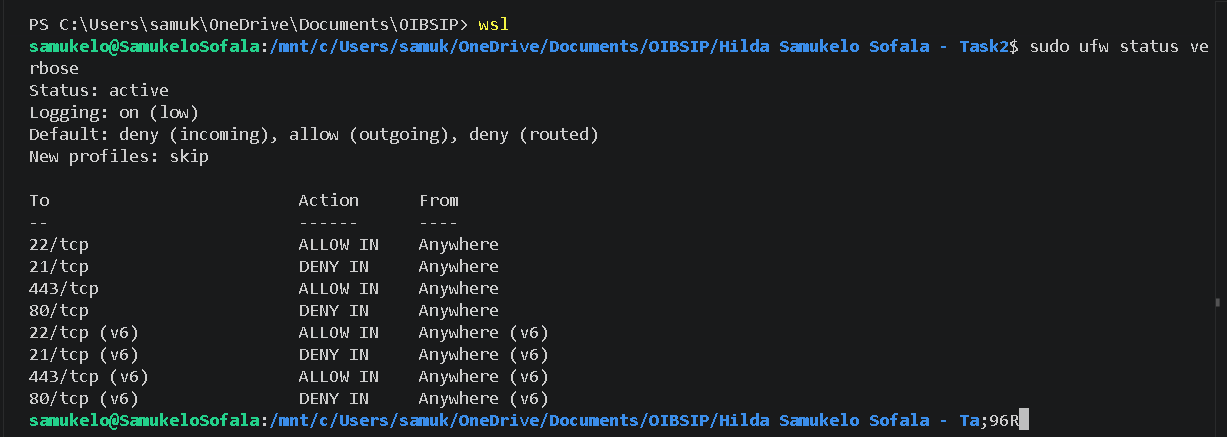 PS C:\Users\samuk\OneDrive\Documents\OIBSIP> wsl
samukelo@SamukeloSofala:/mnt/c/Users/samuk/OneDrive/Documents/OIBSIP/Hilda Samukelo Sofala - Task2$ sudo ufw status ve
rbose
Status: active
Logging: on (low)
Default: deny (incoming), allow (outgoing), deny (routed)
New profiles: skip
To                         Action      From
--                         ------      ----
22/tcp                     ALLOW IN    Anywhere
21/tcp                     DENY IN     Anywhere
443/tcp                    ALLOW IN    Anywhere
80/tcp                     DENY IN     Anywhere
22/tcp (v6)                ALLOW IN    Anywhere (v6)
21/tcp (v6)                DENY IN     Anywhere (v6)
443/tcp (v6)               ALLOW IN    Anywhere (v6)
80/tcp (v6)                DENY IN     Anywhere (v6)
samukelo@SamukeloSofala:/mnt/c/Users/samuk/OneDrive/Documents/OIBSIP/Hilda Samukelo Sofala - Ta;96R